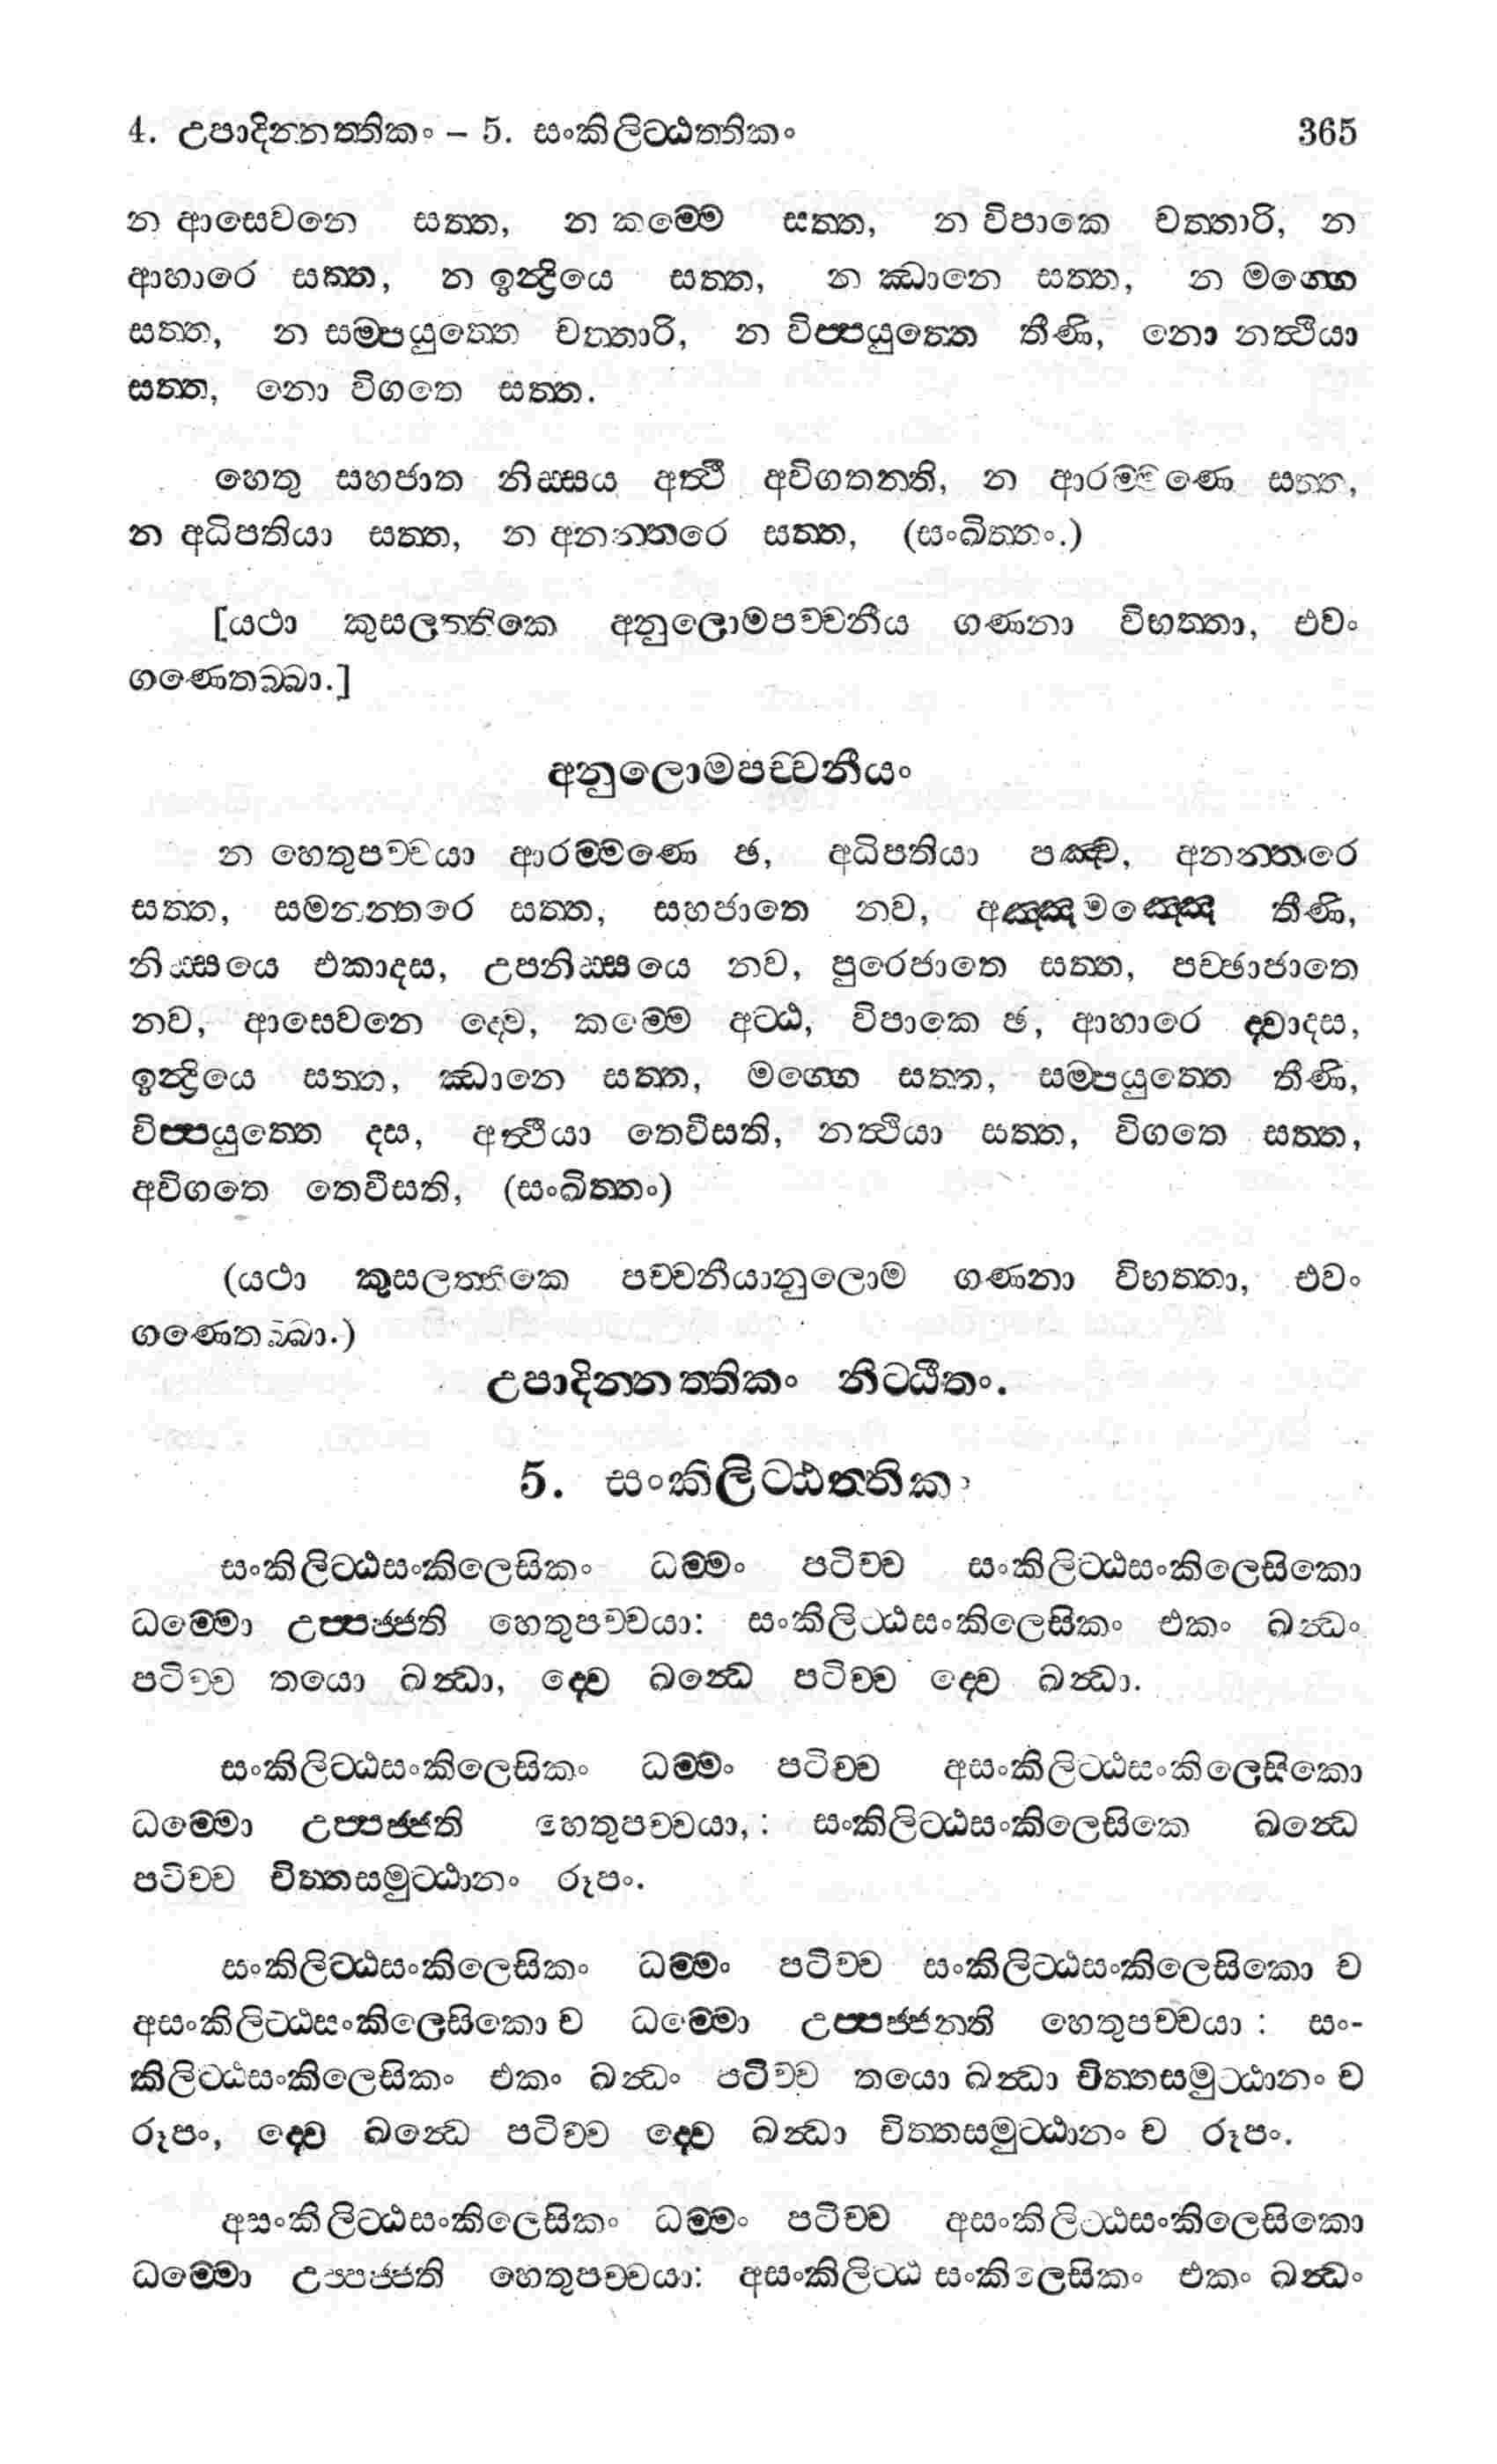 4. උපාදින්නත්තිකං – 5. සංකිලිට්ඨත්තිකං 365
න ආසෙවනෙ සත්ත, න කම්මෙ සත්ත, න විපාකෙ චත්තාරි, න
ආහාරෙ සත්ත, න ඉන්ද්‍රියෙ සත්ත, න ඣානෙ සත්ත, න මග්ගෙ
සත්ත, න සම්පයුත්තෙ චත්තාරි, න විප්පයුත්තෙ තීණි, නො නත්ථියා
සත්ත, නො විගතෙ සත්ත.
හෙතු සහජාත නිස්සය අත්ථි අවිගතන්ති, න ආරම්මණෙ සත්ත,
න අධිපතියා සත්ත, න අනන්තරෙ සත්ත, (සංඛිත්තං.)
[යථා කුසලත්තිකෙ අනුලොමපච්චනීය ගණනා විභත්තා, එවං
ගණෙතබ්බා.]
අනුලොමපච්චනීයං
න හෙතුපච්චයා ආරම්මණෙ ඡ, අධිපතියා පඤ්ච, අනන්තරෙ
සත්ත, සමනන්තරෙ සත්ත, සහජාතෙ නව, අඤ්ඤමඤ්ඤෙ තීණි,
නිස්සයෙ එකාදස, උපනිස්සයෙ නව, පුරෙජාතෙ සත්ත, පච්ඡාජාතෙ
නව, ආසෙවනෙ ද්වෙ, කම්මෙ අට්ඨ, විපාකෙ ඡ, ආහාරෙ ද්වාදස,
ඉන්ද්‍රියෙ සත්ත, ඣානෙ සත්ත, මග්ගෙ සත්ත, සම්පයුත්තෙ තීණි,
විප්පයුත්තෙ දස, අත්ථියා තෙවීසති, නත්ථියා සත්ත, විගතෙ සත්ත,
අවිගතෙ තෙවීසති, (සංඛිත්තං)
(යථා කුසලත්තිකෙ පච්චනීයානුලොම ගණනා විභත්තා, එවං
ගණෙතබ්බා.)
උපාදින්නත්තිකං නිට්ඨිතං.
5. සංකිලිට්ඨත්තික
සංකිලිට්ඨසංකිලෙසිකං ධම්මං පටිච්ච සංකිලිට්ඨසංකිලෙසිකො
ධම්මො උප්පජ්ජති හෙතුපච්චයා: සංකිලිට්ඨසංකිලෙසිකං එකං ඛන්ධං
පටිච්ච තයො ඛන්ධා, ද්වෙ ඛන්ධෙ පටිච්ච ද්වෙ ඛන්ධා.
සංකිලිට්ඨසංකිලෙසිකං ධම්මං පටිච්ච අසංකිලිට්ඨසංකිලෙසිකො
ධම්මො උප්පජ්ජති හෙතුපච්චයා,: සංකිලිට්ඨසංකිලෙසිකෙ ඛන්ධෙ
පටිච්ච චිත්තසමුට්ඨානං රූපං.
සංකිලිට්ඨසංකිලෙසිකං ධම්මං පටිච්ච සංකිලිට්ඨසංකිලෙසිකො ච
අසංකිලිට්ඨසංකිලෙසිකො ච ධම්මො උප්පජ්ජන්ති හෙතුපච්චයා : සං-
කිලිට්ඨසංකිලෙසිකං එකං ඛන්ධං පටිච්ච තයො ඛන්ධා චිත්තසමුට්ඨානං ච
රූපං, ද්වෙ ඛන්ධෙ පටිච්ච ද්වෙ ඛන්ධා චිත්තසමුට්ඨානං ච රූපං.
අසංකිලිට්ඨසංකිලෙසිකං ධම්මං පටිච්ච අසංකිලිට්ඨසංකිලෙසිකො
ධම්මො උප්පජ්ජති හෙතුපච්චයා: අසංකිලිට්ඨ සංකිලෙසිකං එකං ඛන්ධං